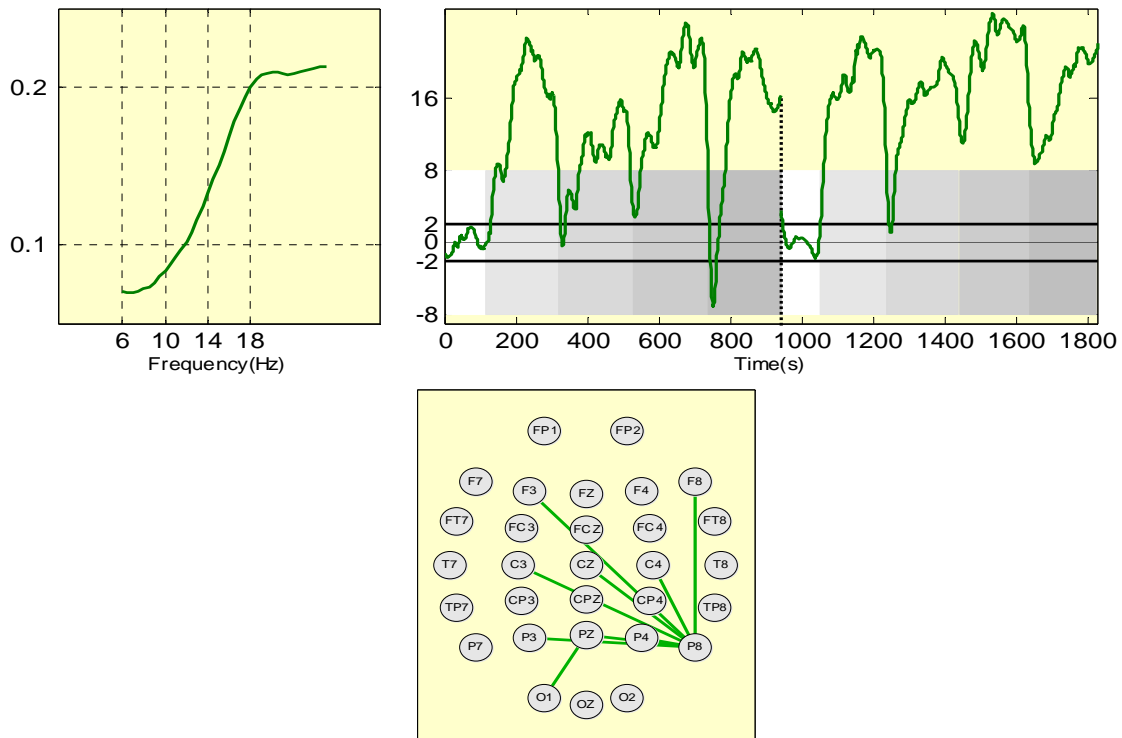 0.2
0.1
6 10 14 18
Frequency(Hz)
16
8
2
0
-2
-8
0 200 400 600 800 1000 1200 1400 1600 1800
Time(s)
FP1 FP2
F7 F3 FZ F4 F8
FT7 FC3 FCZ FC4 FT8
T7 C3 CZ C4 T8
TP7 CP3 CPZ CP4 TP8
P7 P3 PZ P4 P8
O1 OZ O2